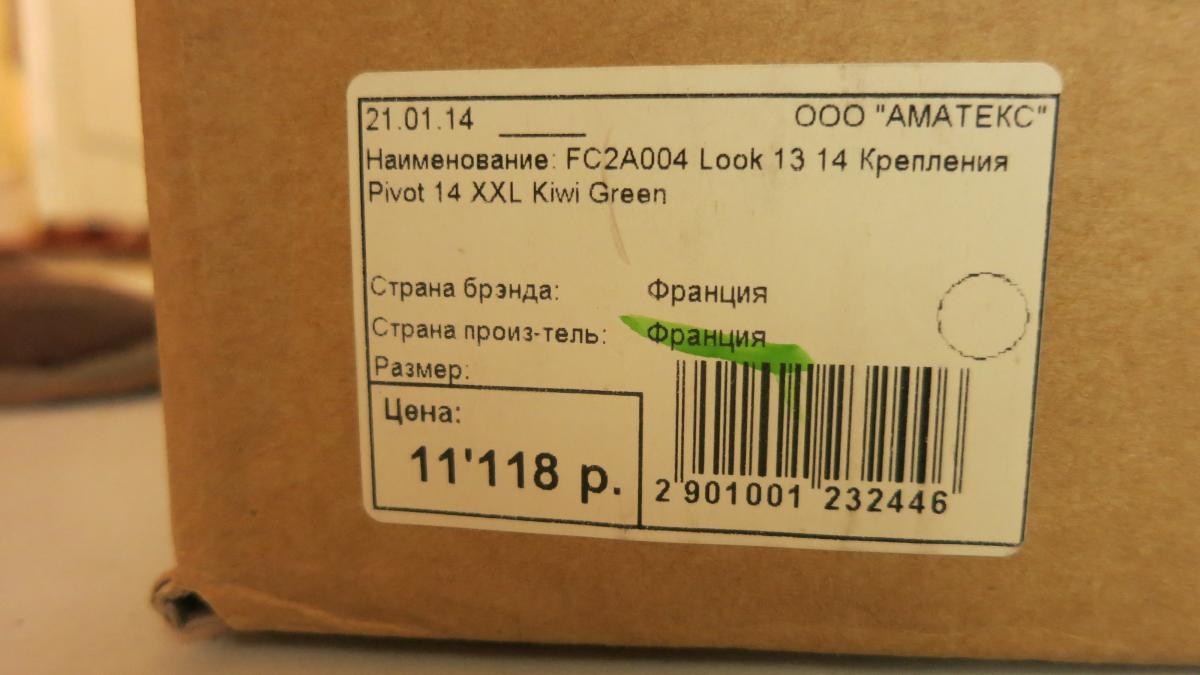 21.01.14 ООО "АМАТЕКС"
Наименование: FC2A004 Look 13 14 Крепления
Pivot 14 XXL Kiwi Green
Страна брэнда: Франция
Страна произ-тель: Франция
Размер:
Цена:
11'118 р.
2 901001 232446